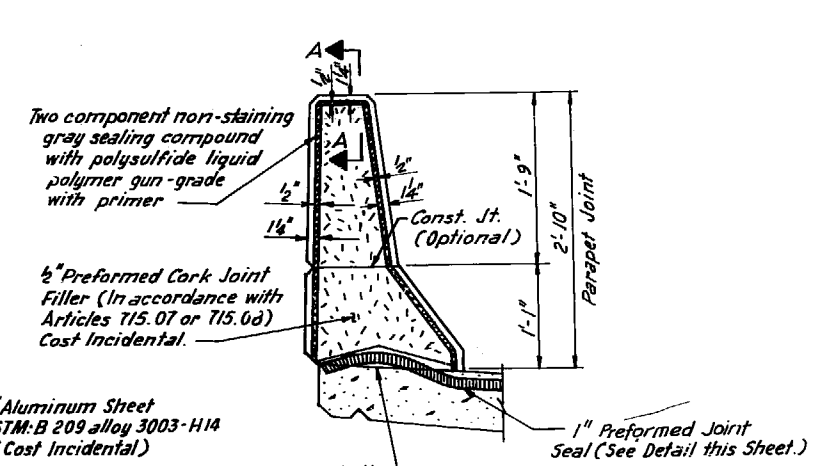 A
½" 1¼"
Two component non-staining
gray sealing compound
with polysulfide liquid
polymer gun-grade
with primer
A
½"
1¼"
½"
1¼"
Const. Jt.
(Optional)
1'-9"
2'-10"
Parapet Joint
1'-1"
½" Preformed Cork Joint
Filler (In accordance with
Articles 715.07 or 715.08)
Cost Incidental.
Aluminum Sheet
STM:B 209 alloy 3003-H14
Cost Incidental)
1" Preformed Joint
Seal (See Detail this Sheet.)